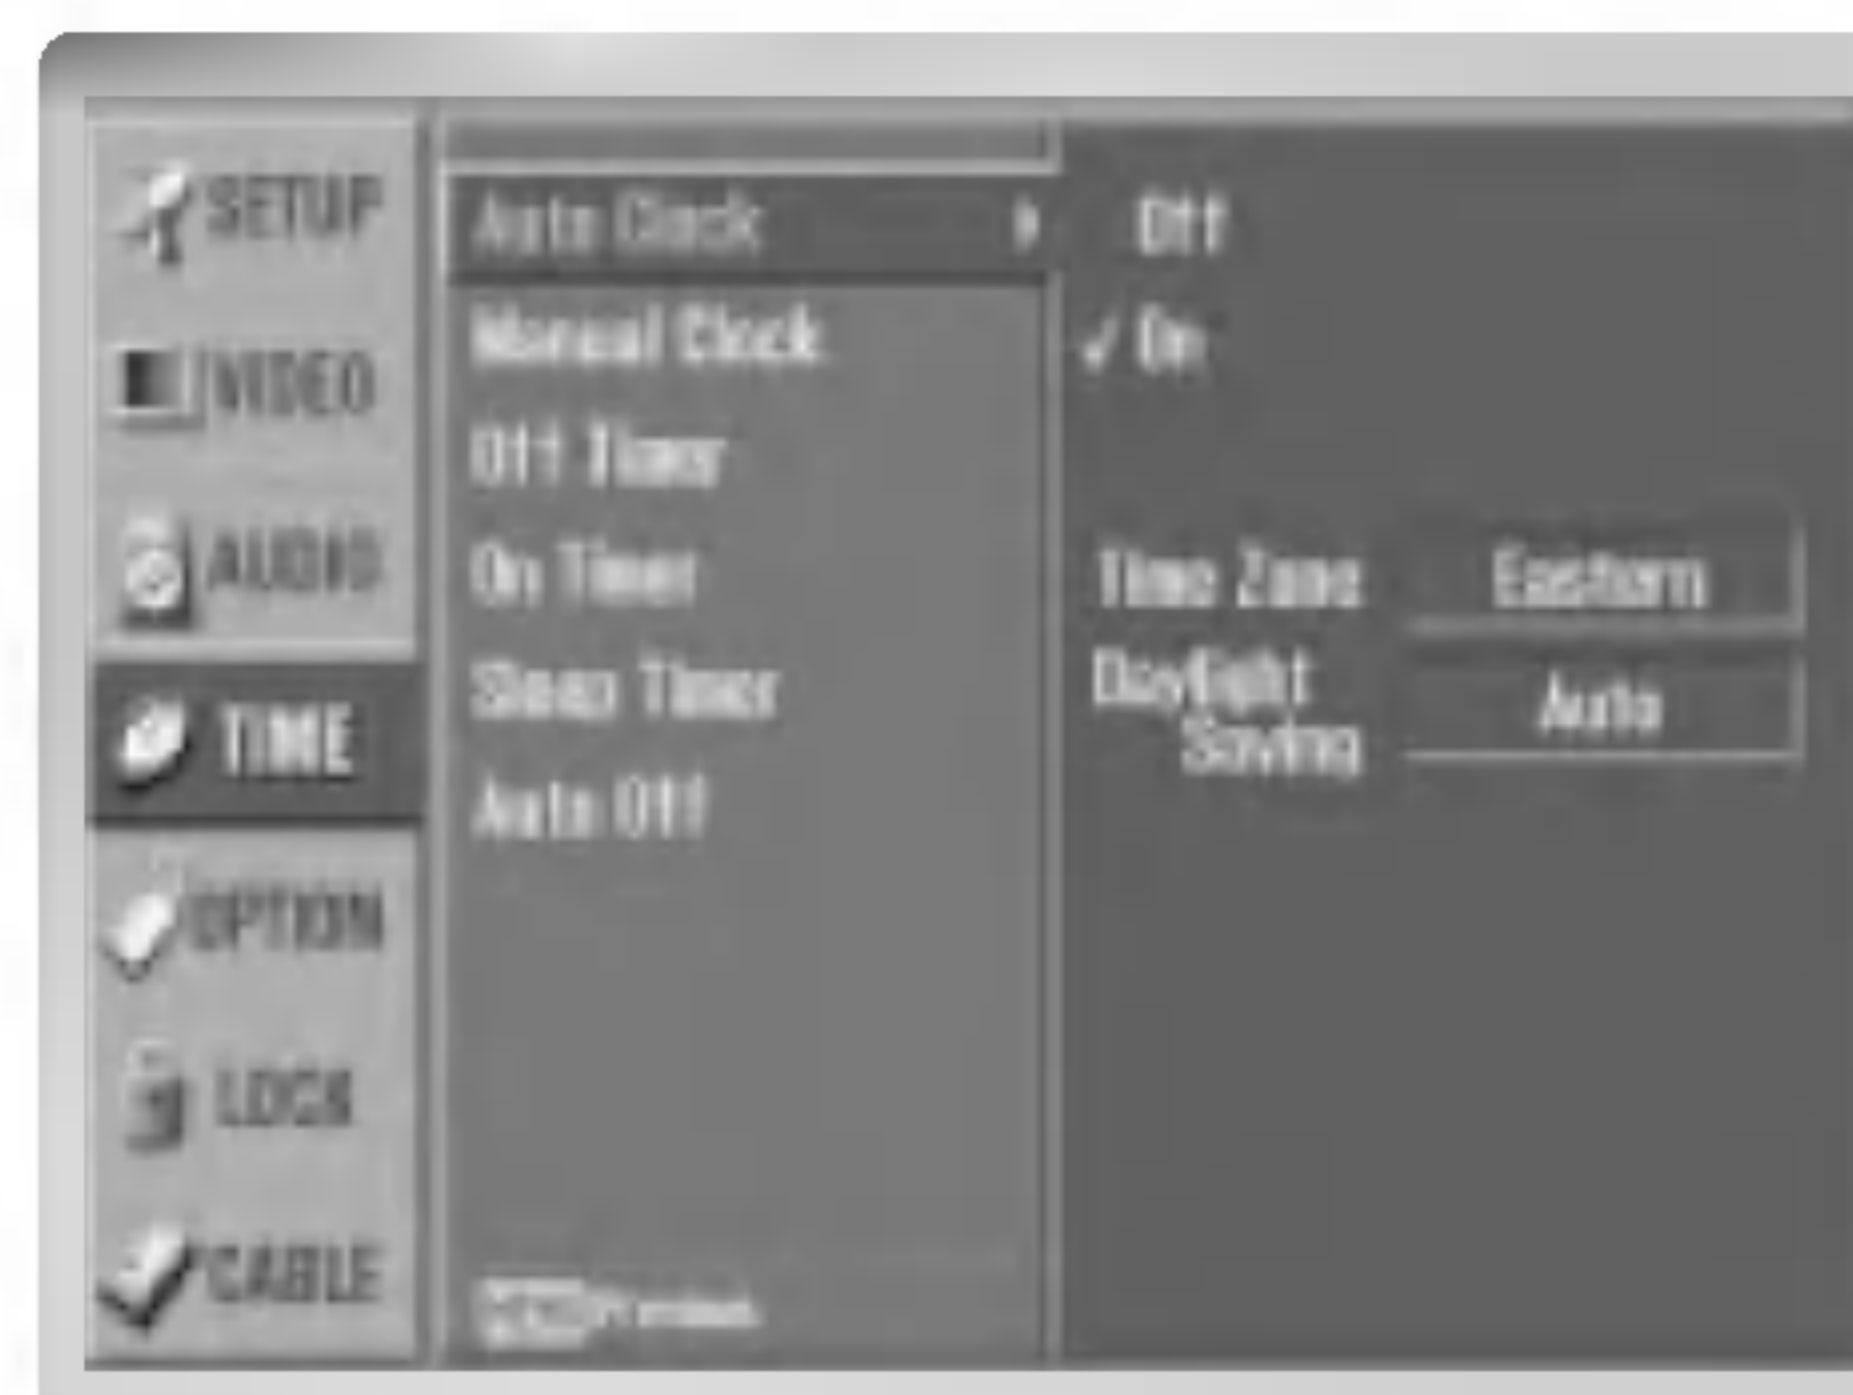 SETUP
VIDEO
AUDIO
TIME
OPTION
LOCK
CABLE
Auto Clock
Manual Clock
Off Timer
On Timer
Sleep Timer
Auto Off
Off
✓ On
Time Zone
Eastern
Daylight
Saving
Auto